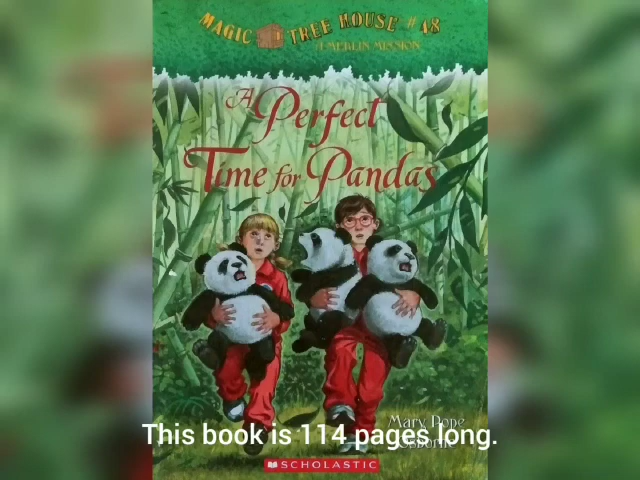 MAGIC TREE HOUSE #48
A MERLIN MISSION
A Perfect
Time for Pandas
Mary Pope
This book is 114 pages long.
Osborne
SCHOLASTIC